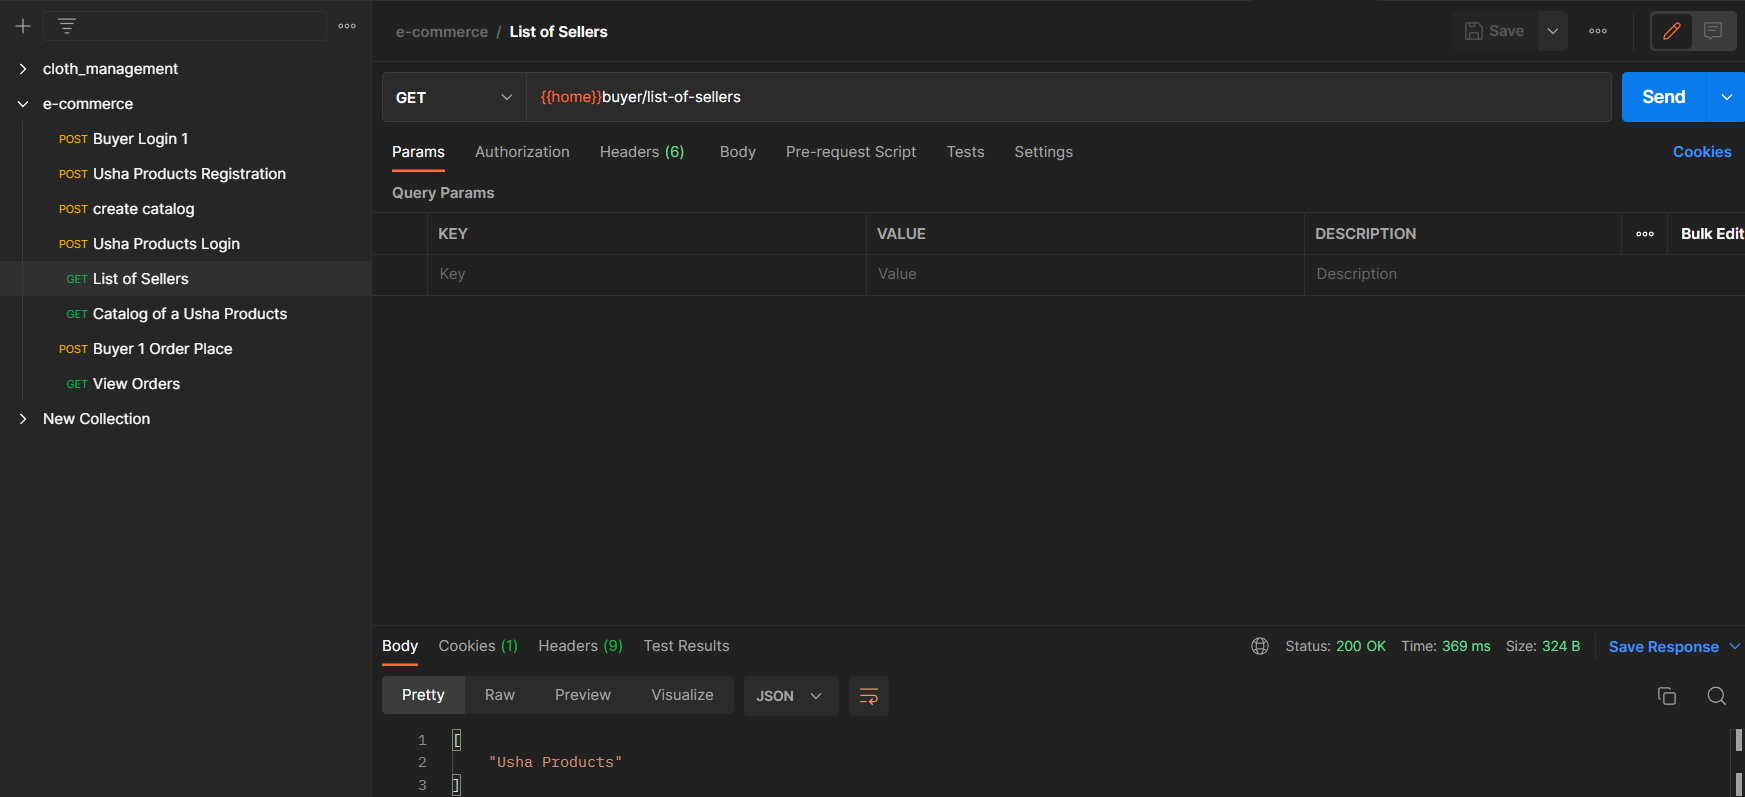 cloth_management
e-commerce
POST Buyer Login 1
POST Usha Products Registration
POST create catalog
POST Usha Products Login
GET List of Sellers
GET Catalog of a Usha Products
POST Buyer 1 Order Place
GET View Orders
New Collection
e-commerce / List of Sellers
Save
GET {{home}}buyer/list-of-sellers Send
Params Authorization Headers (6) Body Pre-request Script Tests Settings Cookies
Query Params
KEY VALUE DESCRIPTION Bulk Edit
Key Value Description
Body Cookies (1) Headers (9) Test Results Status: 200 OK Time: 369 ms Size: 324 B Save Response
Pretty Raw Preview Visualize JSON
1 [
2 "Usha Products"
3 ]